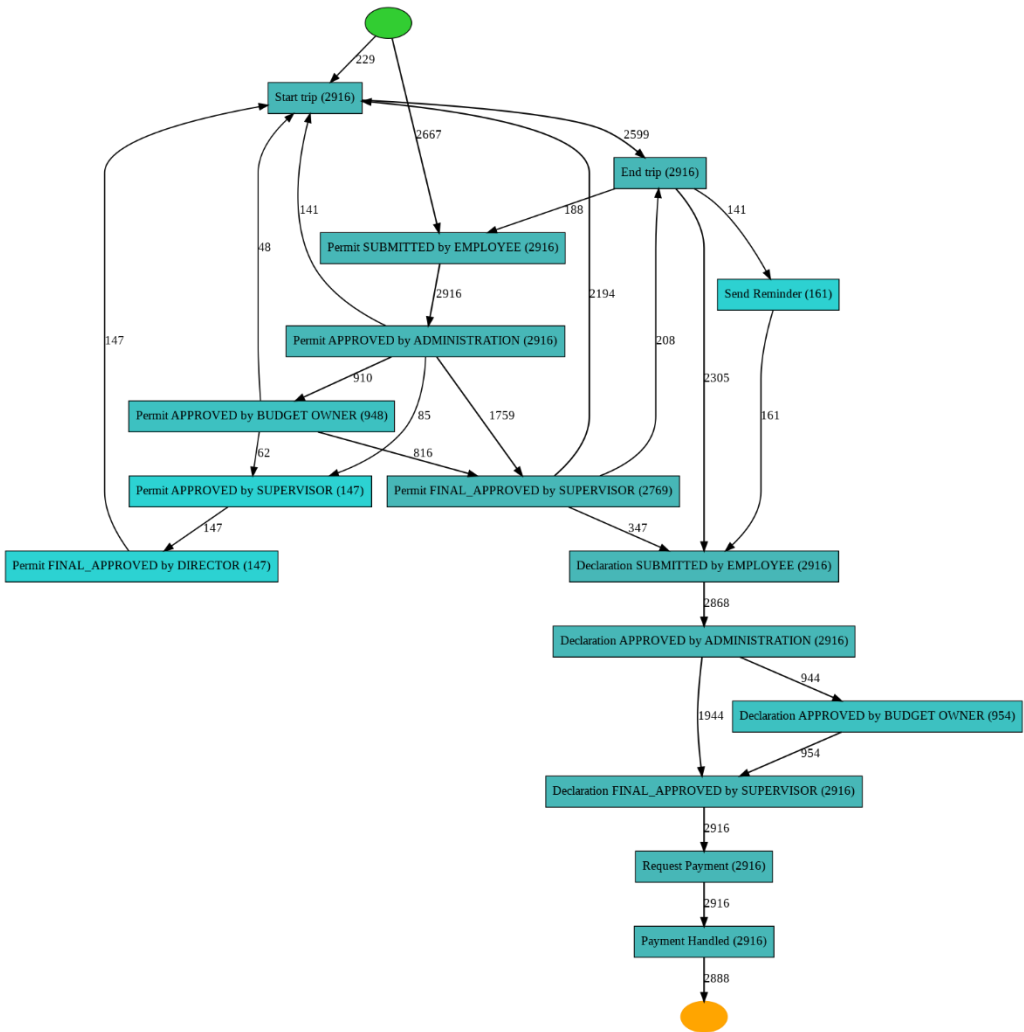 229
Start trip (2916)
2667
2599
End trip (2916)
141
188
141
Permit SUBMITTED by EMPLOYEE (2916)
48
Send Reminder (161)
2916
2194
Permit APPROVED by ADMINISTRATION (2916)
147
208
910
2305
Permit APPROVED by BUDGET OWNER (948)
85
1759
161
62
816
Permit APPROVED by SUPERVISOR (147)
Permit FINAL_APPROVED by SUPERVISOR (2769)
147
347
Permit FINAL_APPROVED by DIRECTOR (147)
Declaration SUBMITTED by EMPLOYEE (2916)
2868
Declaration APPROVED by ADMINISTRATION (2916)
944
1944
Declaration APPROVED by BUDGET OWNER (954)
954
Declaration FINAL_APPROVED by SUPERVISOR (2916)
2916
Request Payment (2916)
2916
Payment Handled (2916)
2888